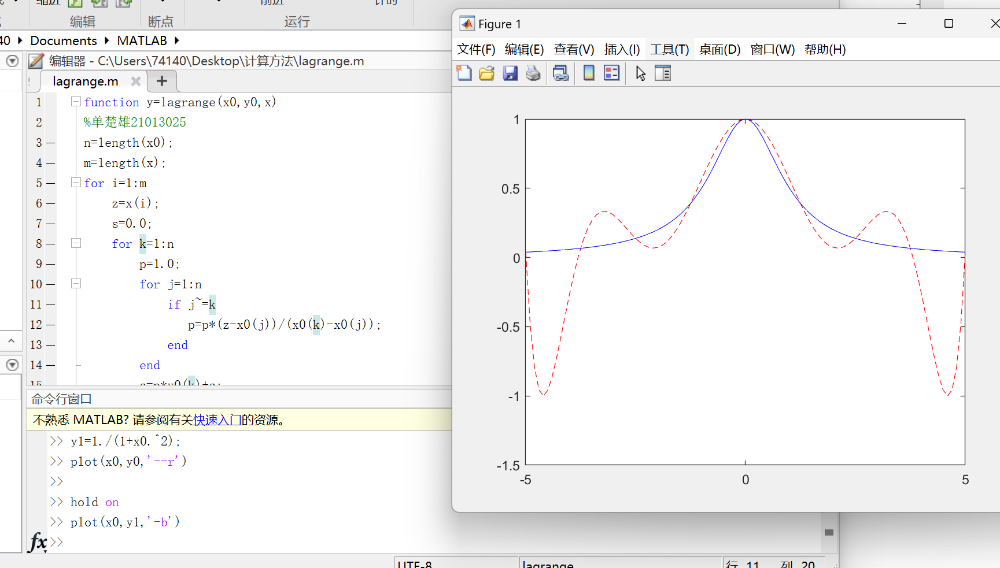 缩进
前进
计时
编辑
断点
运行
40 ▸ Documents ▸ MATLAB ▸
编辑器 - C:\Users\74140\Desktop\计算方法\lagrange.m
lagrange.m
1 function y=lagrange(x0,y0,x)
2 %单楚雄21013025
3 n=length(x0);
4 m=length(x);
5 for i=1:m
6 z=x(i);
7 s=0.0;
8 for k=1:n
9 p=1.0;
10 for j=1:n
11 if j~=k
12 p=p*(z-x0(j))/(x0(k)-x0(j));
13 end
14 end
15 s=p*y0(k)+s;
命令行窗口
不熟悉 MATLAB? 请参阅有关快速入门的资源。
>> y1=1./(1+x0.^2);
>> plot(x0,y0,'--r')
>>
>> hold on
>> plot(x0,y1,'-b')
fx >>
UTF-8
lagrange
行 11 列 20
Figure 1
文件(F) 编辑(E) 查看(V) 插入(I) 工具(T) 桌面(D) 窗口(W) 帮助(H)
1
0.5
0
-0.5
-1
-1.5
-5 0 5